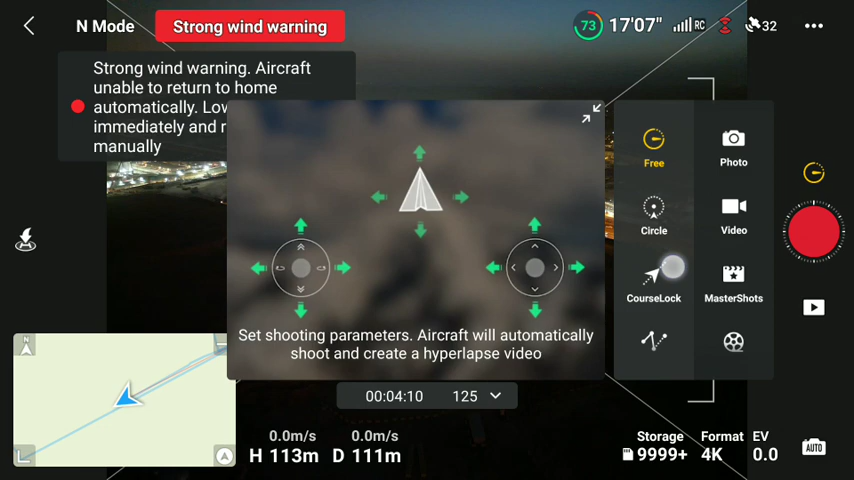 N Mode
Strong wind warning
73
17'07"
RC
32
Strong wind warning. Aircraft
unable to return to home
automatically.
immediately and
manually
Free
Photo
Circle
Video
CourseLock
MasterShots
Set shooting parameters. Aircraft will automatically
shoot and create a hyperlapse video
00:04:10
125
N
0.0m/s
0.0m/s
H 113m
D 111m
Storage
Format
EV
9999+
4K
0.0
AUTO